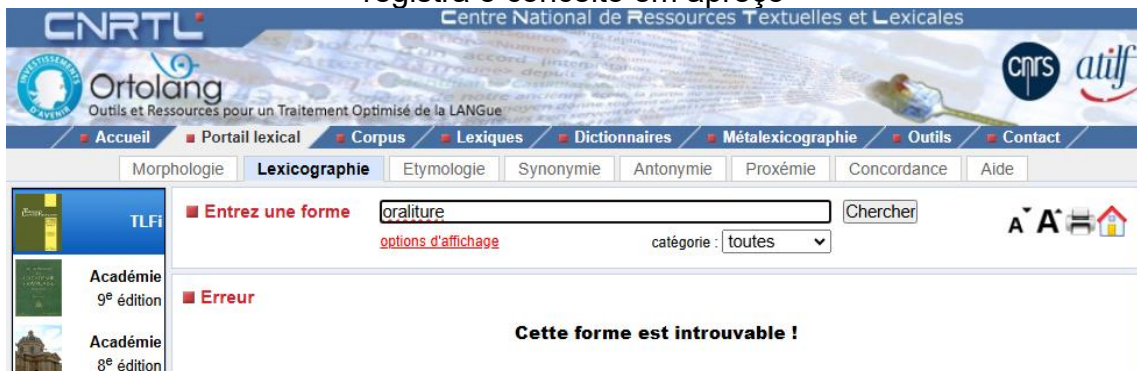 registra o conceito em apreço
CNRTL
Centre National de Ressources Textuelles et Lexicales
INVESTISSEMENTS D'AVENIR
Ortolang
Outils et Ressources pour un Traitement Optimisé de la LANGue
cnrs
atilf
Accueil Portail lexical Corpus Lexiques Dictionnaires Métalexicographie Outils Contact
Morphologie Lexicographie Etymologie Synonymie Antonymie Proxémie Concordance Aide
TLFi
Entrez une forme oraliture Chercher
A A
options d'affichage catégorie : toutes
Académie
9e édition
Erreur
Cette forme est introuvable !
Académie
8e édition